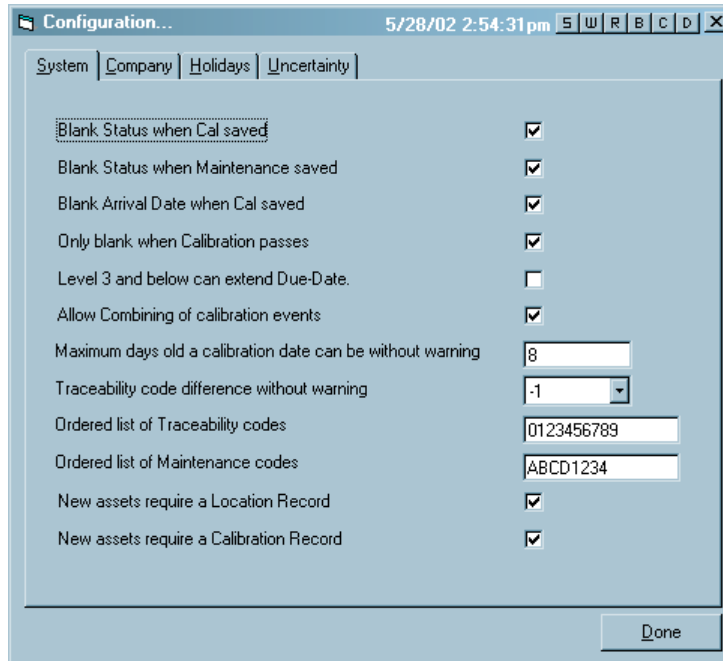 Configuration... 5/28/02 2:54:31pm S W R B C D X
System Company Holidays Uncertainty
Blank Status when Cal saved
Blank Status when Maintenance saved
Blank Arrival Date when Cal saved
Only blank when Calibration passes
Level 3 and below can extend Due-Date.
Allow Combining of calibration events
Maximum days old a calibration date can be without warning 8
Traceability code difference without warning -1
Ordered list of Traceability codes 0123456789
Ordered list of Maintenance codes ABCD1234
New assets require a Location Record
New assets require a Calibration Record
Done